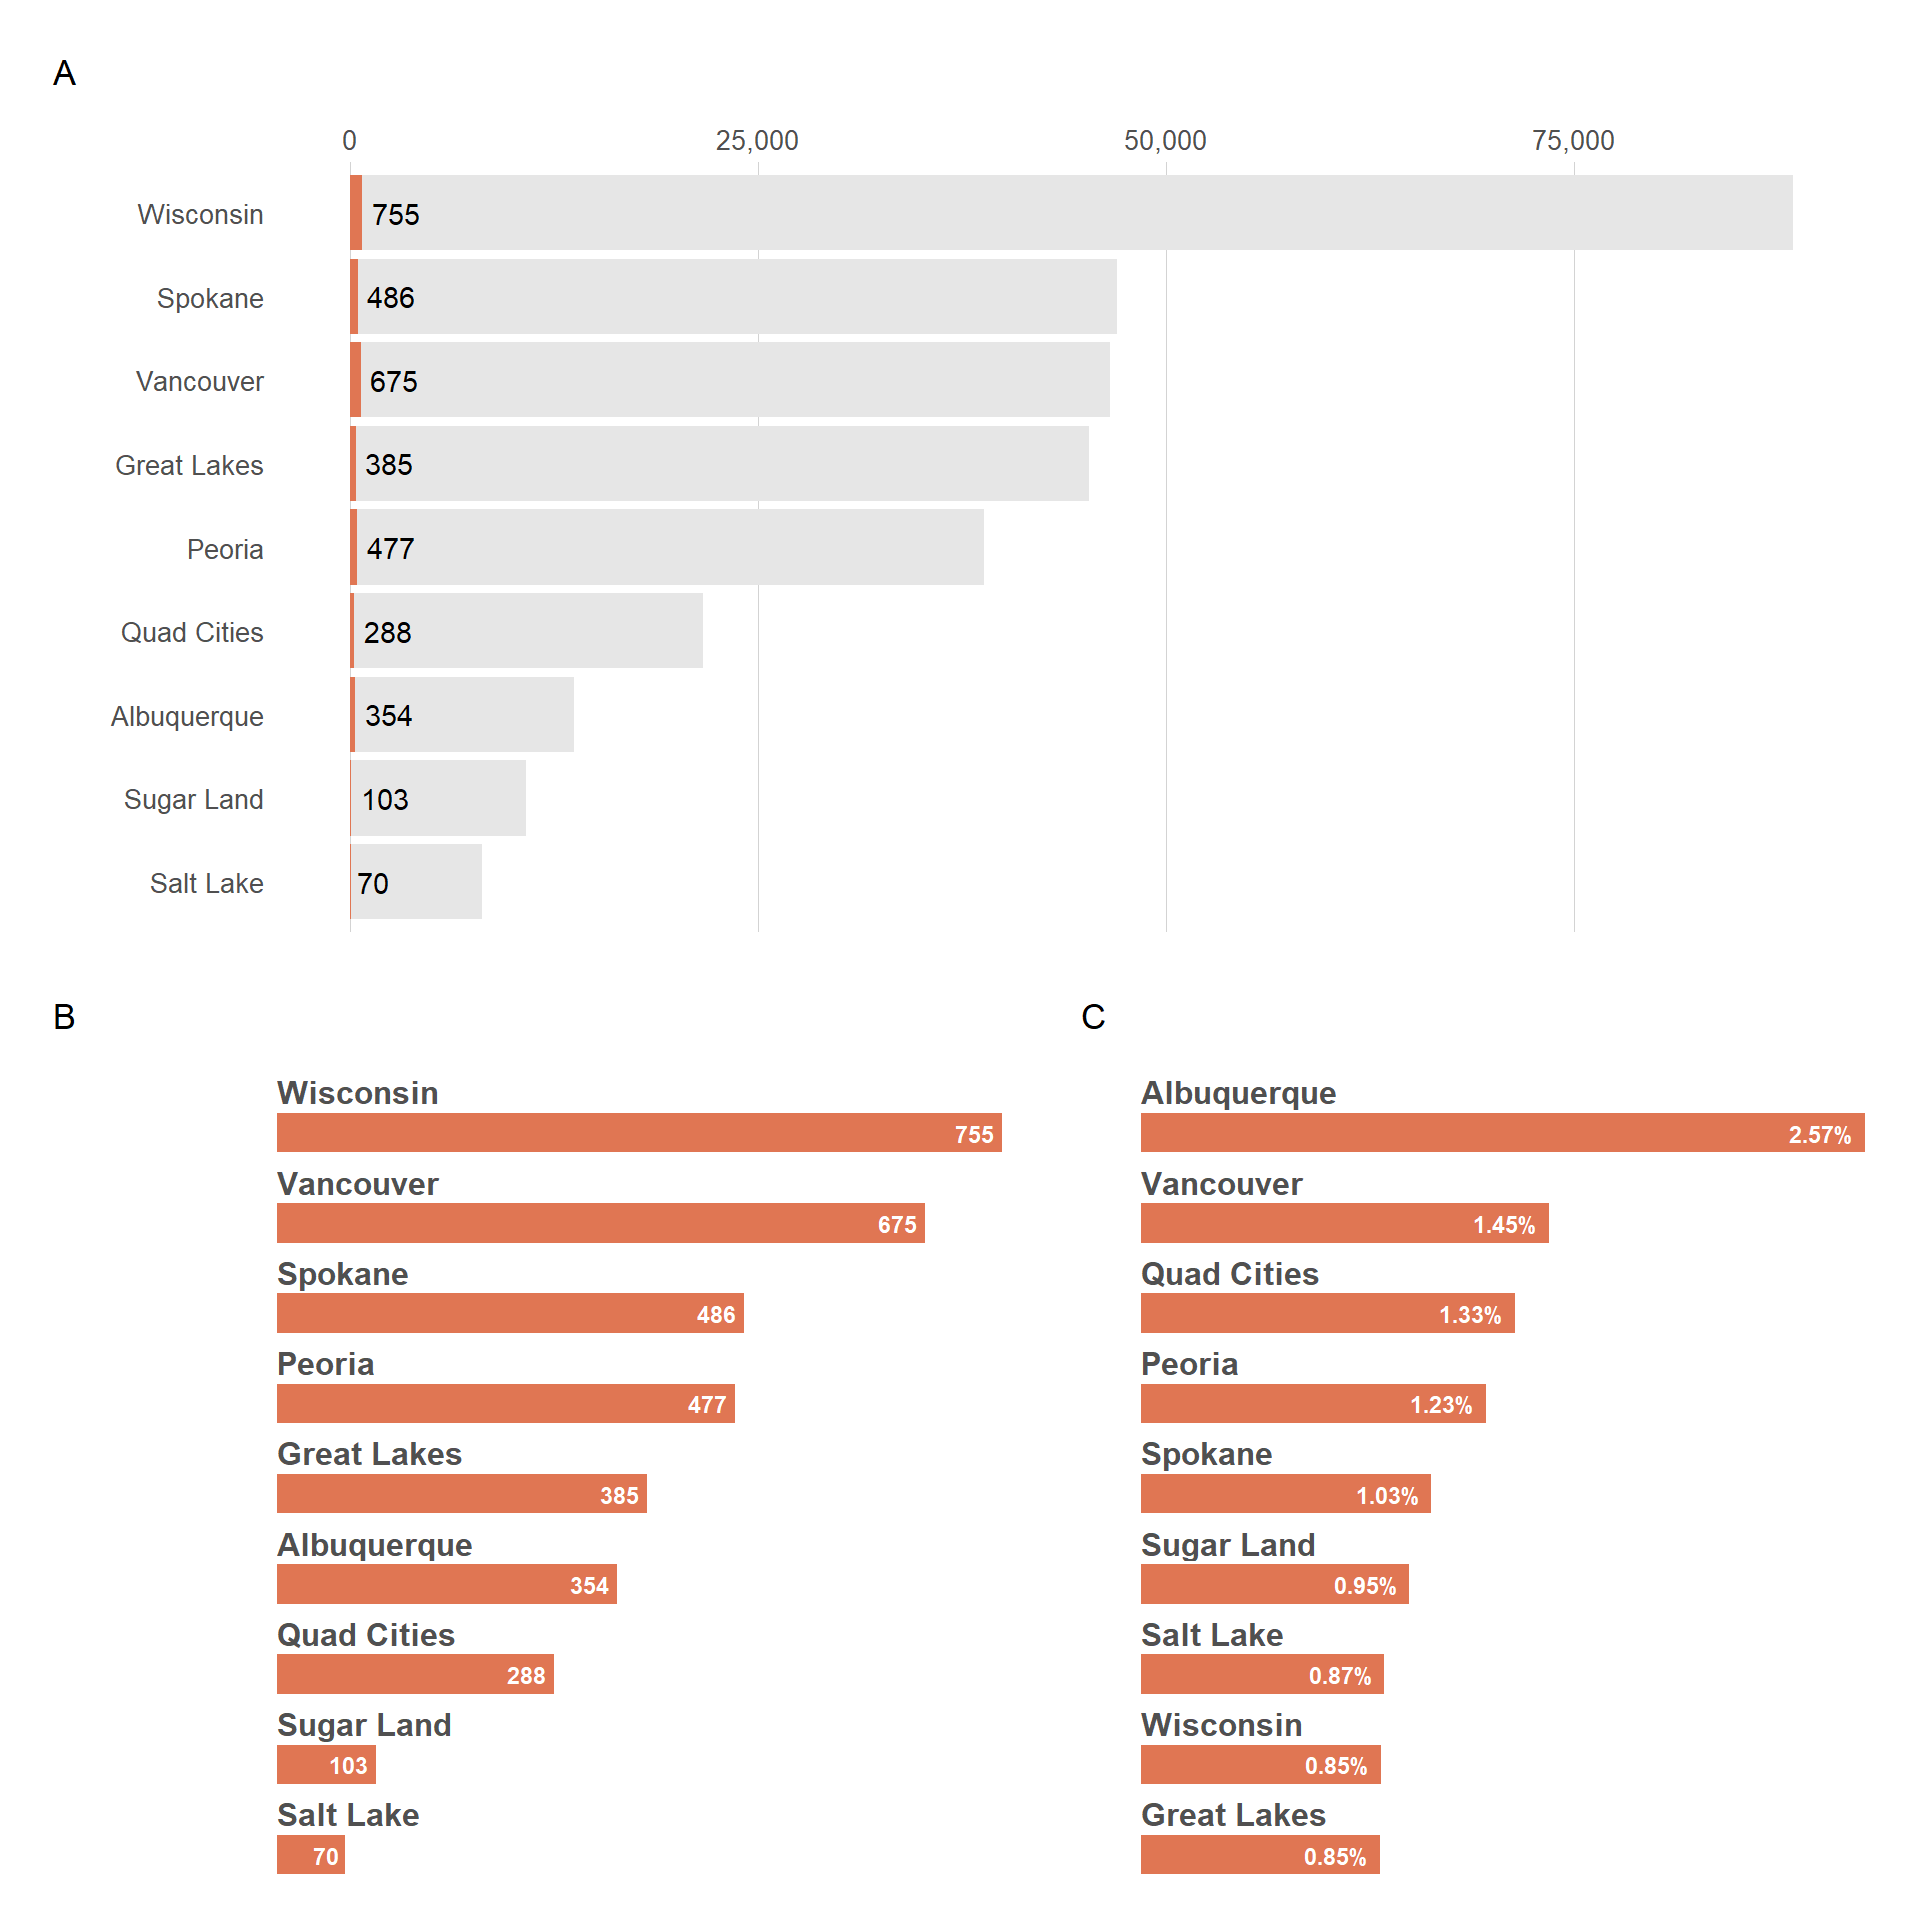 A
0 25,000 50,000 75,000
Wisconsin 755
Spokane 486
Vancouver 675
Great Lakes 385
Peoria 477
Quad Cities 288
Albuquerque 354
Sugar Land 103
Salt Lake 70
B
Wisconsin
755
Vancouver
675
Spokane
486
Peoria
477
Great Lakes
385
Albuquerque
354
Quad Cities
288
Sugar Land
103
Salt Lake
70
C
Albuquerque
2.57%
Vancouver
1.45%
Quad Cities
1.33%
Peoria
1.23%
Spokane
1.03%
Sugar Land
0.95%
Salt Lake
0.87%
Wisconsin
0.85%
Great Lakes
0.85%